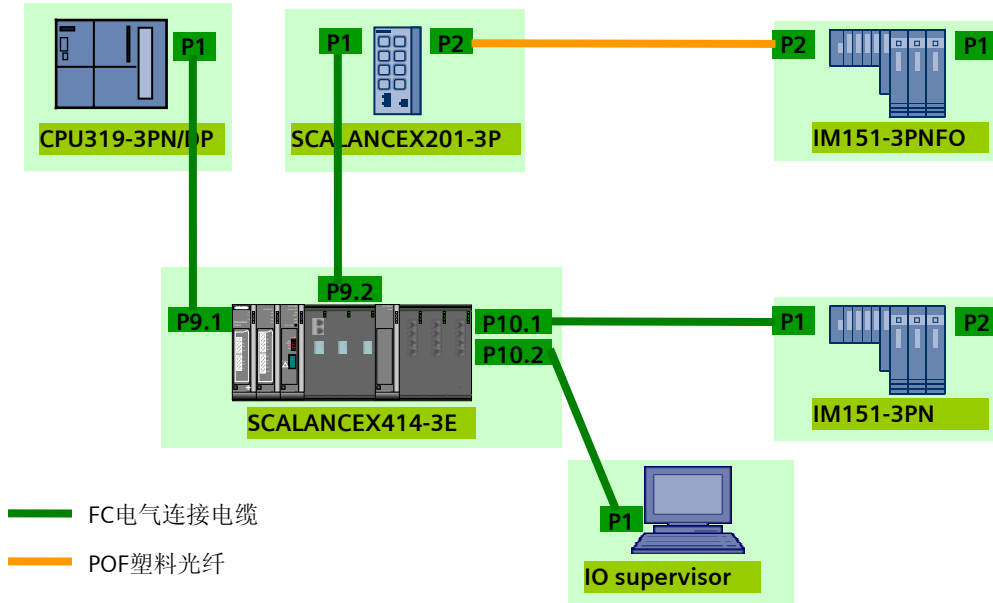 P1
P1
P2
P2
P1
CPU319-3PN/DP
SCALANCEX201-3P
IM151-3PNFO
P9.2
P9.1
P10.1
P1
P2
P10.2
SCALANCEX414-3E
IM151-3PN
FC电气连接电缆
P1
POF塑料光纤
IO supervisor